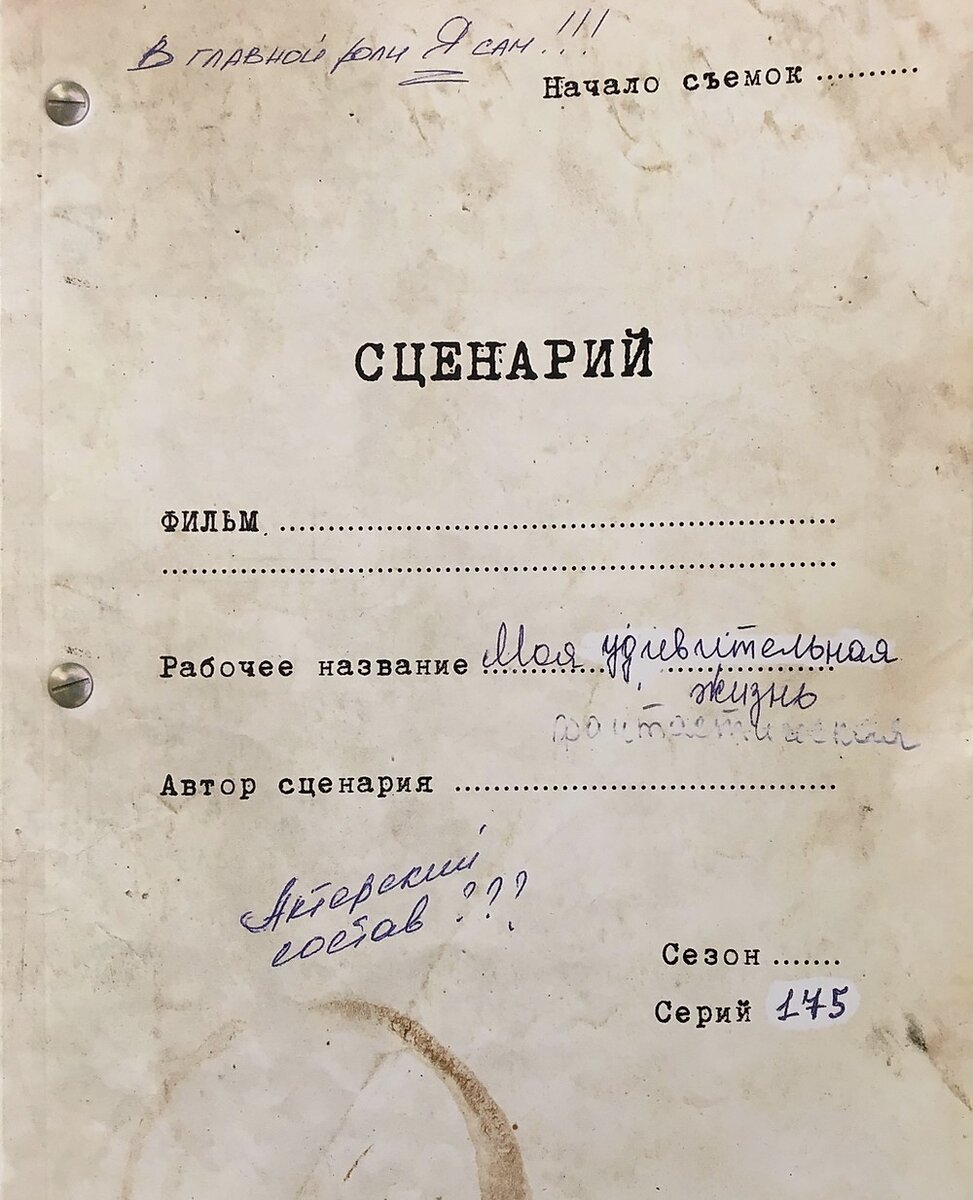 В главной роли Я сам!!!
Начало съемок ..........
СЦЕНАРИЙ
ФИЛЬМ ........................................................
....................................................................
Рабочее название Моя удивительная
жизнь
фантастическая
Автор сценария ......................................
Актерский
состав ???
Сезон .......
Серий 175